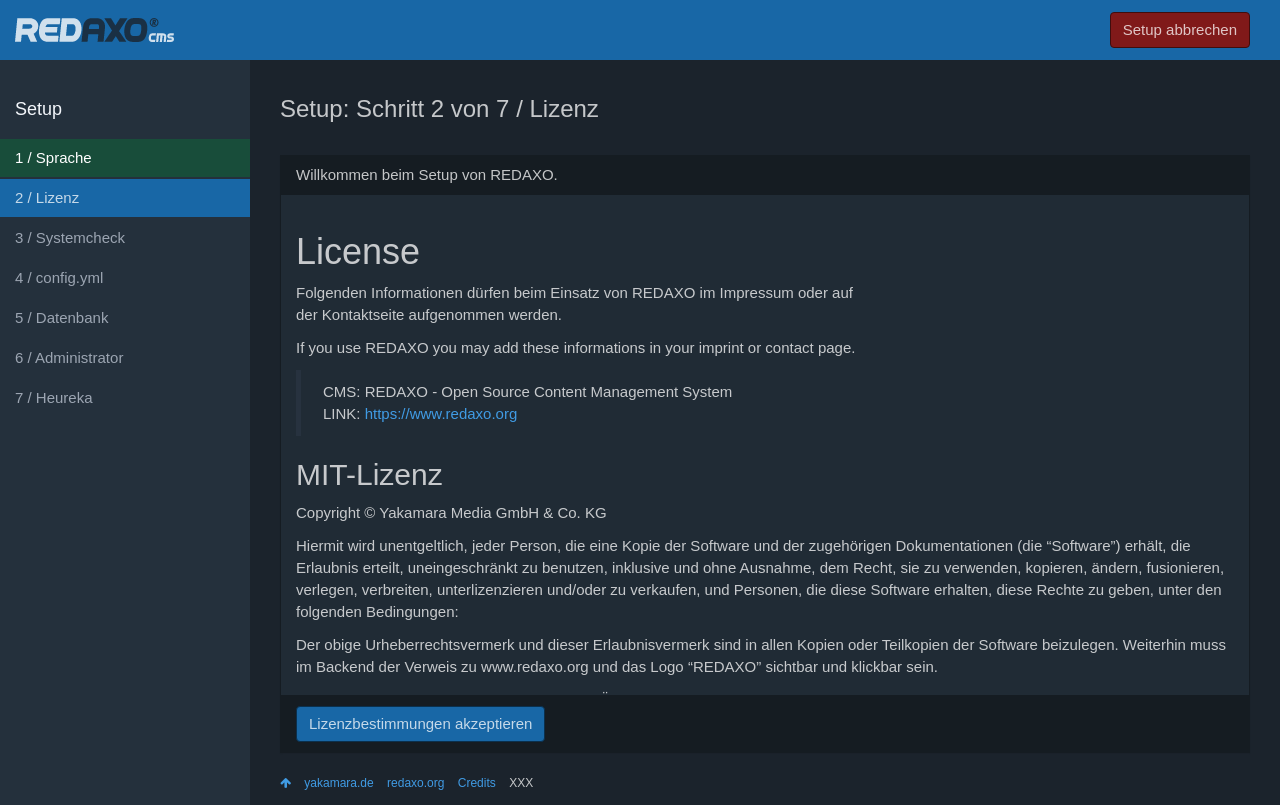 REDAXO® cms
Setup abbrechen
Setup
1 / Sprache
2 / Lizenz
3 / Systemcheck
4 / config.yml
5 / Datenbank
6 / Administrator
7 / Heureka
Setup: Schritt 2 von 7 / Lizenz
Willkommen beim Setup von REDAXO.
License
Folgenden Informationen dürfen beim Einsatz von REDAXO im Impressum oder auf
der Kontaktseite aufgenommen werden.
If you use REDAXO you may add these informations in your imprint or contact page.
CMS: REDAXO - Open Source Content Management System
LINK: https://www.redaxo.org
MIT-Lizenz
Copyright © Yakamara Media GmbH & Co. KG
Hiermit wird unentgeltlich, jeder Person, die eine Kopie der Software und der zugehörigen Dokumentationen (die “Software”) erhält, die
Erlaubnis erteilt, uneingeschränkt zu benutzen, inklusive und ohne Ausnahme, dem Recht, sie zu verwenden, kopieren, ändern, fusionieren,
verlegen, verbreiten, unterlizenzieren und/oder zu verkaufen, und Personen, die diese Software erhalten, diese Rechte zu geben, unter den
folgenden Bedingungen:
Der obige Urheberrechtsvermerk und dieser Erlaubnisvermerk sind in allen Kopien oder Teilkopien der Software beizulegen. Weiterhin muss
im Backend der Verweis zu www.redaxo.org und das Logo “REDAXO” sichtbar und klickbar sein.
Lizenzbestimmungen akzeptieren
yakamara.de redaxo.org Credits XXX